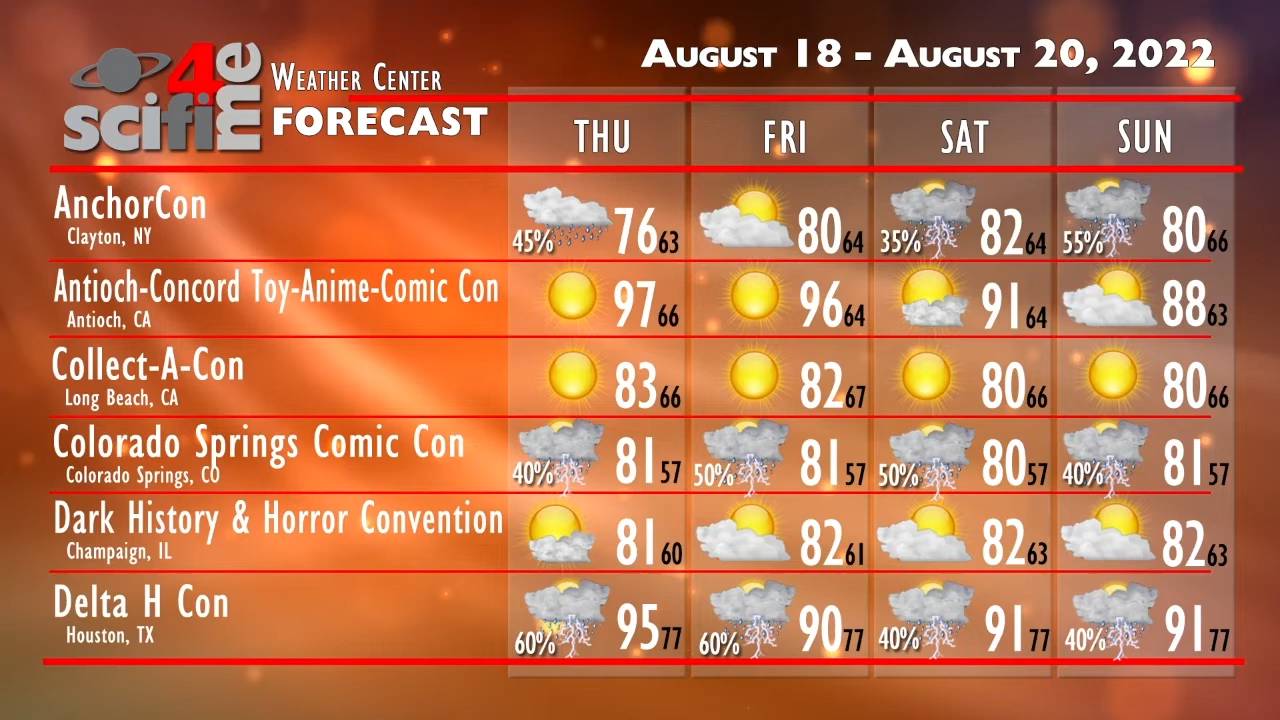 scifi4me
Weather Center
FORECAST
August 18 - August 20, 2022
THU FRI SAT SUN
AnchorCon
Clayton, NY
45% 76 63 80 64 35% 82 64 55% 80 66
Antioch-Concord Toy-Anime-Comic Con
Antioch, CA
97 66 96 64 91 64 88 63
Collect-A-Con
Long Beach, CA
83 66 82 67 80 66 80 66
Colorado Springs Comic Con
Colorado Springs, CO
40% 81 57 50% 81 57 50% 80 57 40% 81 57
Dark History & Horror Convention
Champaign, IL
81 60 82 61 82 63 82 63
Delta H Con
Houston, TX
60% 95 77 60% 90 77 40% 91 77 40% 91 77